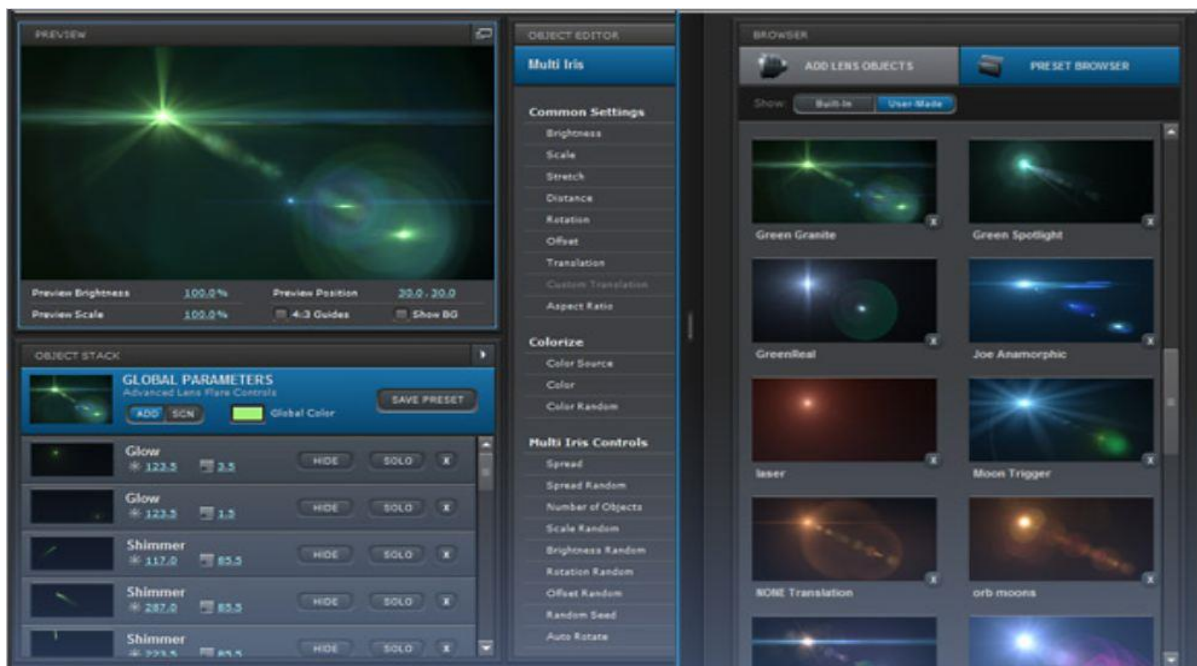 PREVIEW
Preview Brightness 100.0% Preview Position 30.0 , 30.0
Preview Scale 100.0% 4:3 Guides Show BG
OBJECT STACK
GLOBAL PARAMETERS
Advanced Lens Flare Controls
ADD SCN Global Color SAVE PRESET
Glow
123.5 3.5 HIDE SOLO X
Glow
123.5 1.5 HIDE SOLO X
Shimmer
117.0 85.5 HIDE SOLO X
Shimmer
287.0 85.5 HIDE SOLO X
Shimmer
223.5 85.5 HIDE SOLO X
OBJECT EDITOR
Multi Iris
Common Settings
Brightness
Scale
Stretch
Distance
Rotation
Offset
Translation
Custom Translation
Aspect Ratio
Colorize
Color Source
Color
Color Random
Multi Iris Controls
Spread
Spread Random
Number of Objects
Scale Random
Brightness Random
Rotation Random
Offset Random
Random Seed
Auto Rotate
BROWSER
ADD LENS OBJECTS PRESET BROWSER
Show: Built-In User-Made
X X
Green Granite Green Spotlight
X X
GreenReal Joe Anamorphic
X X
laser Moon Trigger
X X
NONE Translation orb moons